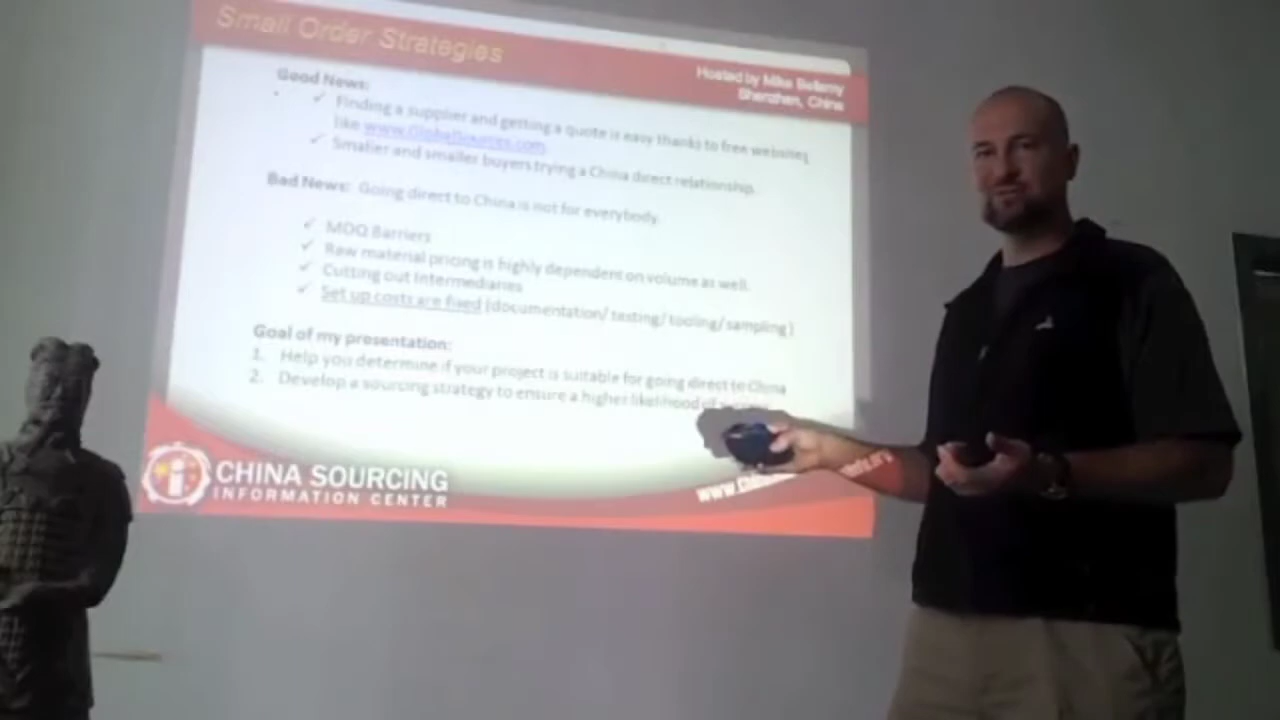 Small Order Strategies
Hosted by Mike Bellamy
Shenzhen, China
Good News:
Finding a supplier and getting a quote is easy thanks to free websites
like www.GlobalSources.com.
Smaller and smaller buyers trying a China direct relationship.
Bad News: Going direct to China is not for everybody.
MOQ Barriers
Raw material pricing is highly dependent on volume as well.
Cutting out Intermediaries
Set up costs are fixed (documentation/ testing/ tooling/ sampling)
Goal of my presentation:
1. Help you determine if your project is suitable for going direct to China
2. Develop a sourcing strategy to ensure a higher likelihood of
CHINA SOURCING
INFORMATION CENTER